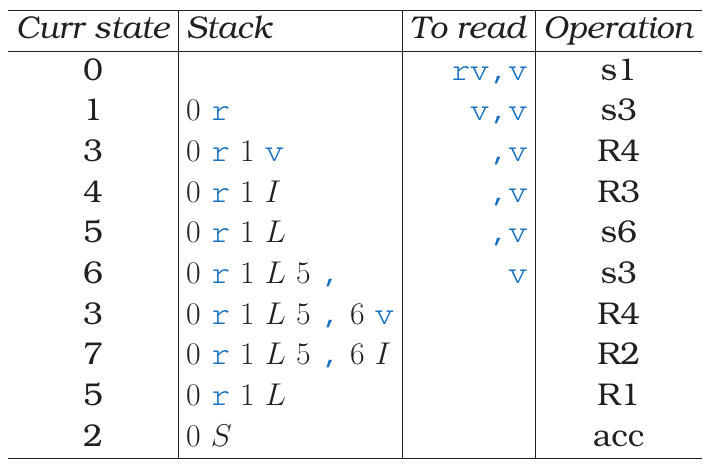 Curr state Stack To read Operation
0 rv,v s1
1 0 r v,v s3
3 0 r 1 v ,v R4
4 0 r 1 I ,v R3
5 0 r 1 L ,v s6
6 0 r 1 L 5 , v s3
3 0 r 1 L 5 , 6 v R4
7 0 r 1 L 5 , 6 I R2
5 0 r 1 L R1
2 0 S acc